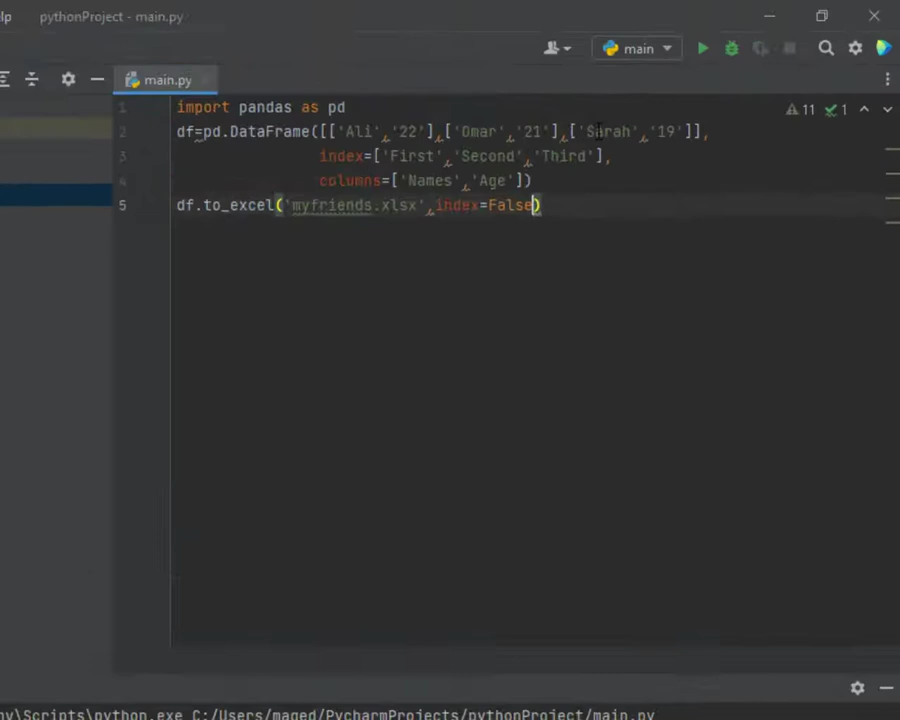 lp pythonProject - main.py
main
main.py
1 import pandas as pd
2 df=pd.DataFrame([['Ali','22'],['Omar','21'],['Sarah','19']],
3 index=['First','Second','Third'],
4 columns=['Names','Age'])
5 df.to_excel('myfriends.xlsx',index=False)
11 1
ny\Scripts\python.exe C:/Users/maged/PycharmProjects/pythonProject/main.py